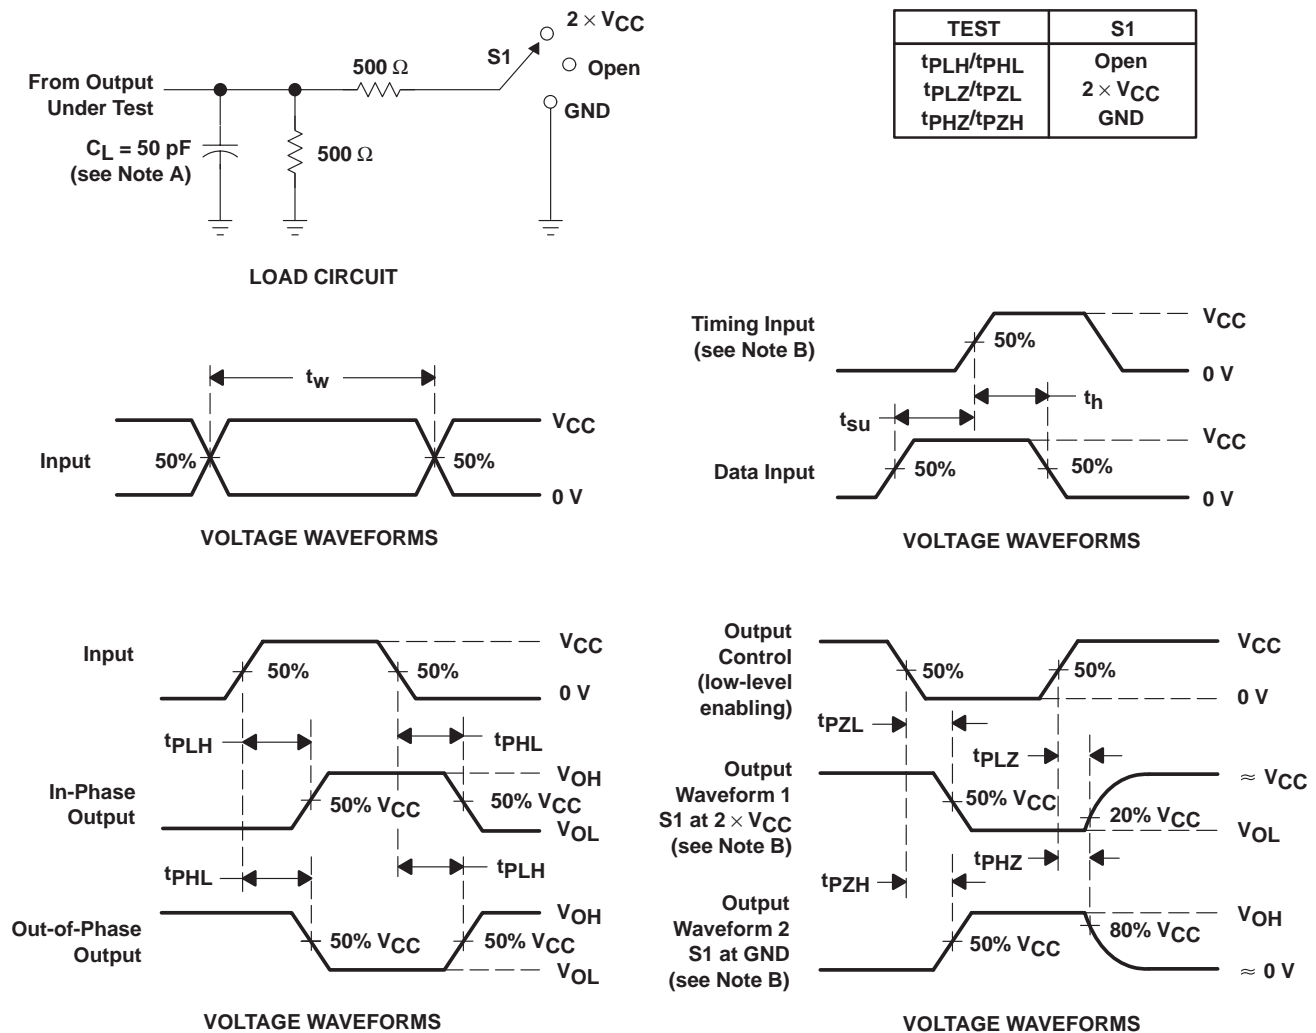 2 × VCC
S1
Open
GND
500 Ω
From Output
Under Test
CL = 50 pF
(see Note A)
500 Ω
LOAD CIRCUIT
TEST S1
tPLH/tPHL Open
tPLZ/tPZL 2 × VCC
tPHZ/tPZH GND
tw
VCC
Input
50%
50%
0 V
VOLTAGE WAVEFORMS
Timing Input
(see Note B)
50%
VCC
0 V
th
tsu
VCC
Data Input
50%
50%
0 V
VOLTAGE WAVEFORMS
Input
50%
50%
VCC
0 V
tPLH
tPHL
In-Phase
Output
50% VCC
VOH
50% VCC
VOL
tPHL
tPLH
Out-of-Phase
Output
50% VCC
VOH
50% VCC
VOL
VOLTAGE WAVEFORMS
Output
Control
(low-level
enabling)
50%
50%
VCC
0 V
tPZL
tPLZ
Output
Waveform 1
S1 at 2 × VCC
(see Note B)
50% VCC
≈ VCC
20% VCC
VOL
tPHZ
tPZH
Output
Waveform 2
S1 at GND
(see Note B)
50% VCC
VOH
80% VCC
≈ 0 V
VOLTAGE WAVEFORMS